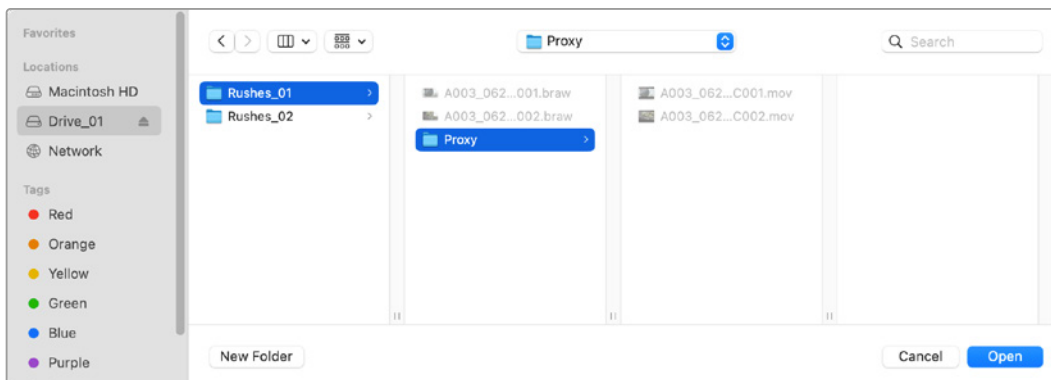 Favorites
Locations
Macintosh HD
Drive_01
Network
Tags
Red
Orange
Yellow
Green
Blue
Purple
Proxy
Search
Rushes_01
Rushes_02
A003_062...001.braw
A003_062...002.braw
Proxy
A003_062...C001.mov
A003_062...C002.mov
New Folder
Cancel
Open